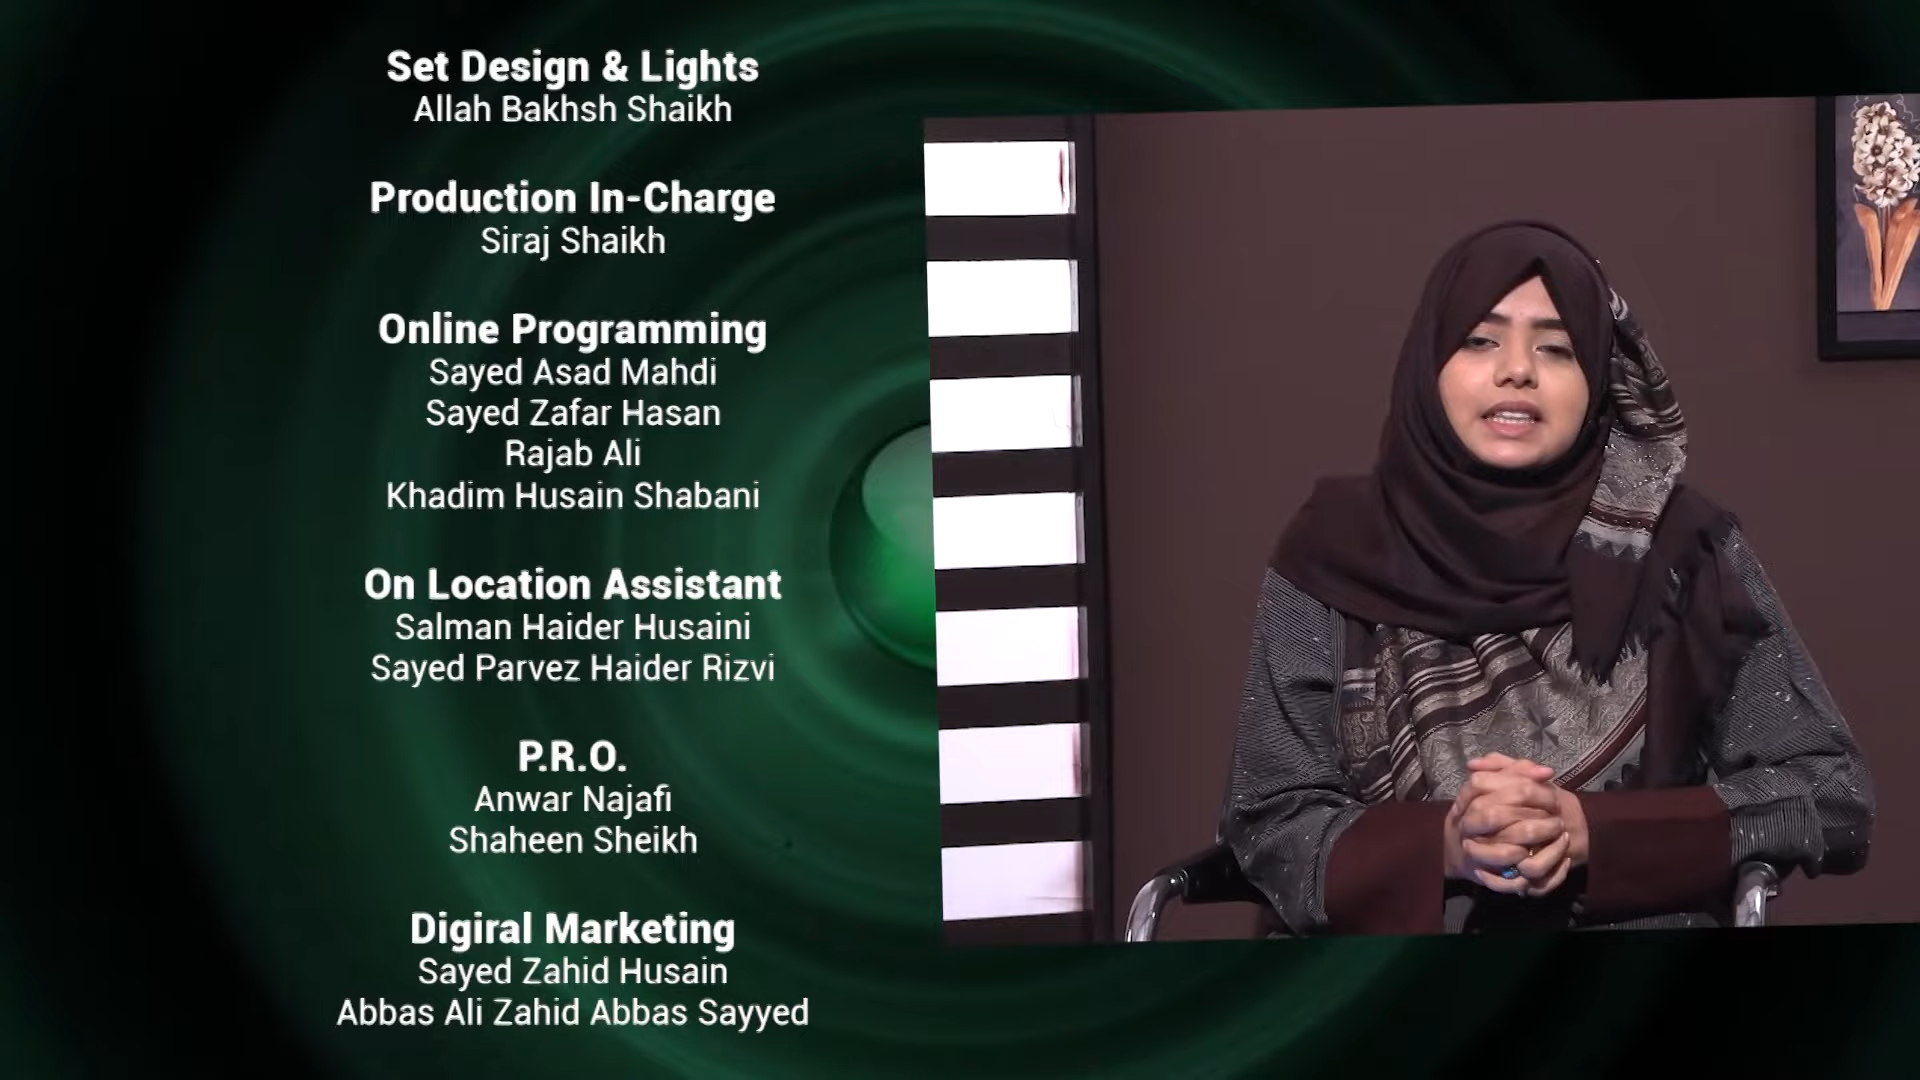 Set Design & Lights
Allah Bakhsh Shaikh
Production In-Charge
Siraj Shaikh
Online Programming
Sayed Asad Mahdi
Sayed Zafar Hasan
Rajab Ali
Khadim Husain Shabani
On Location Assistant
Salman Haider Husaini
Sayed Parvez Haider Rizvi
P.R.O.
Anwar Najafi
Shaheen Sheikh
Digiral Marketing
Sayed Zahid Husain
Abbas Ali Zahid Abbas Sayyed